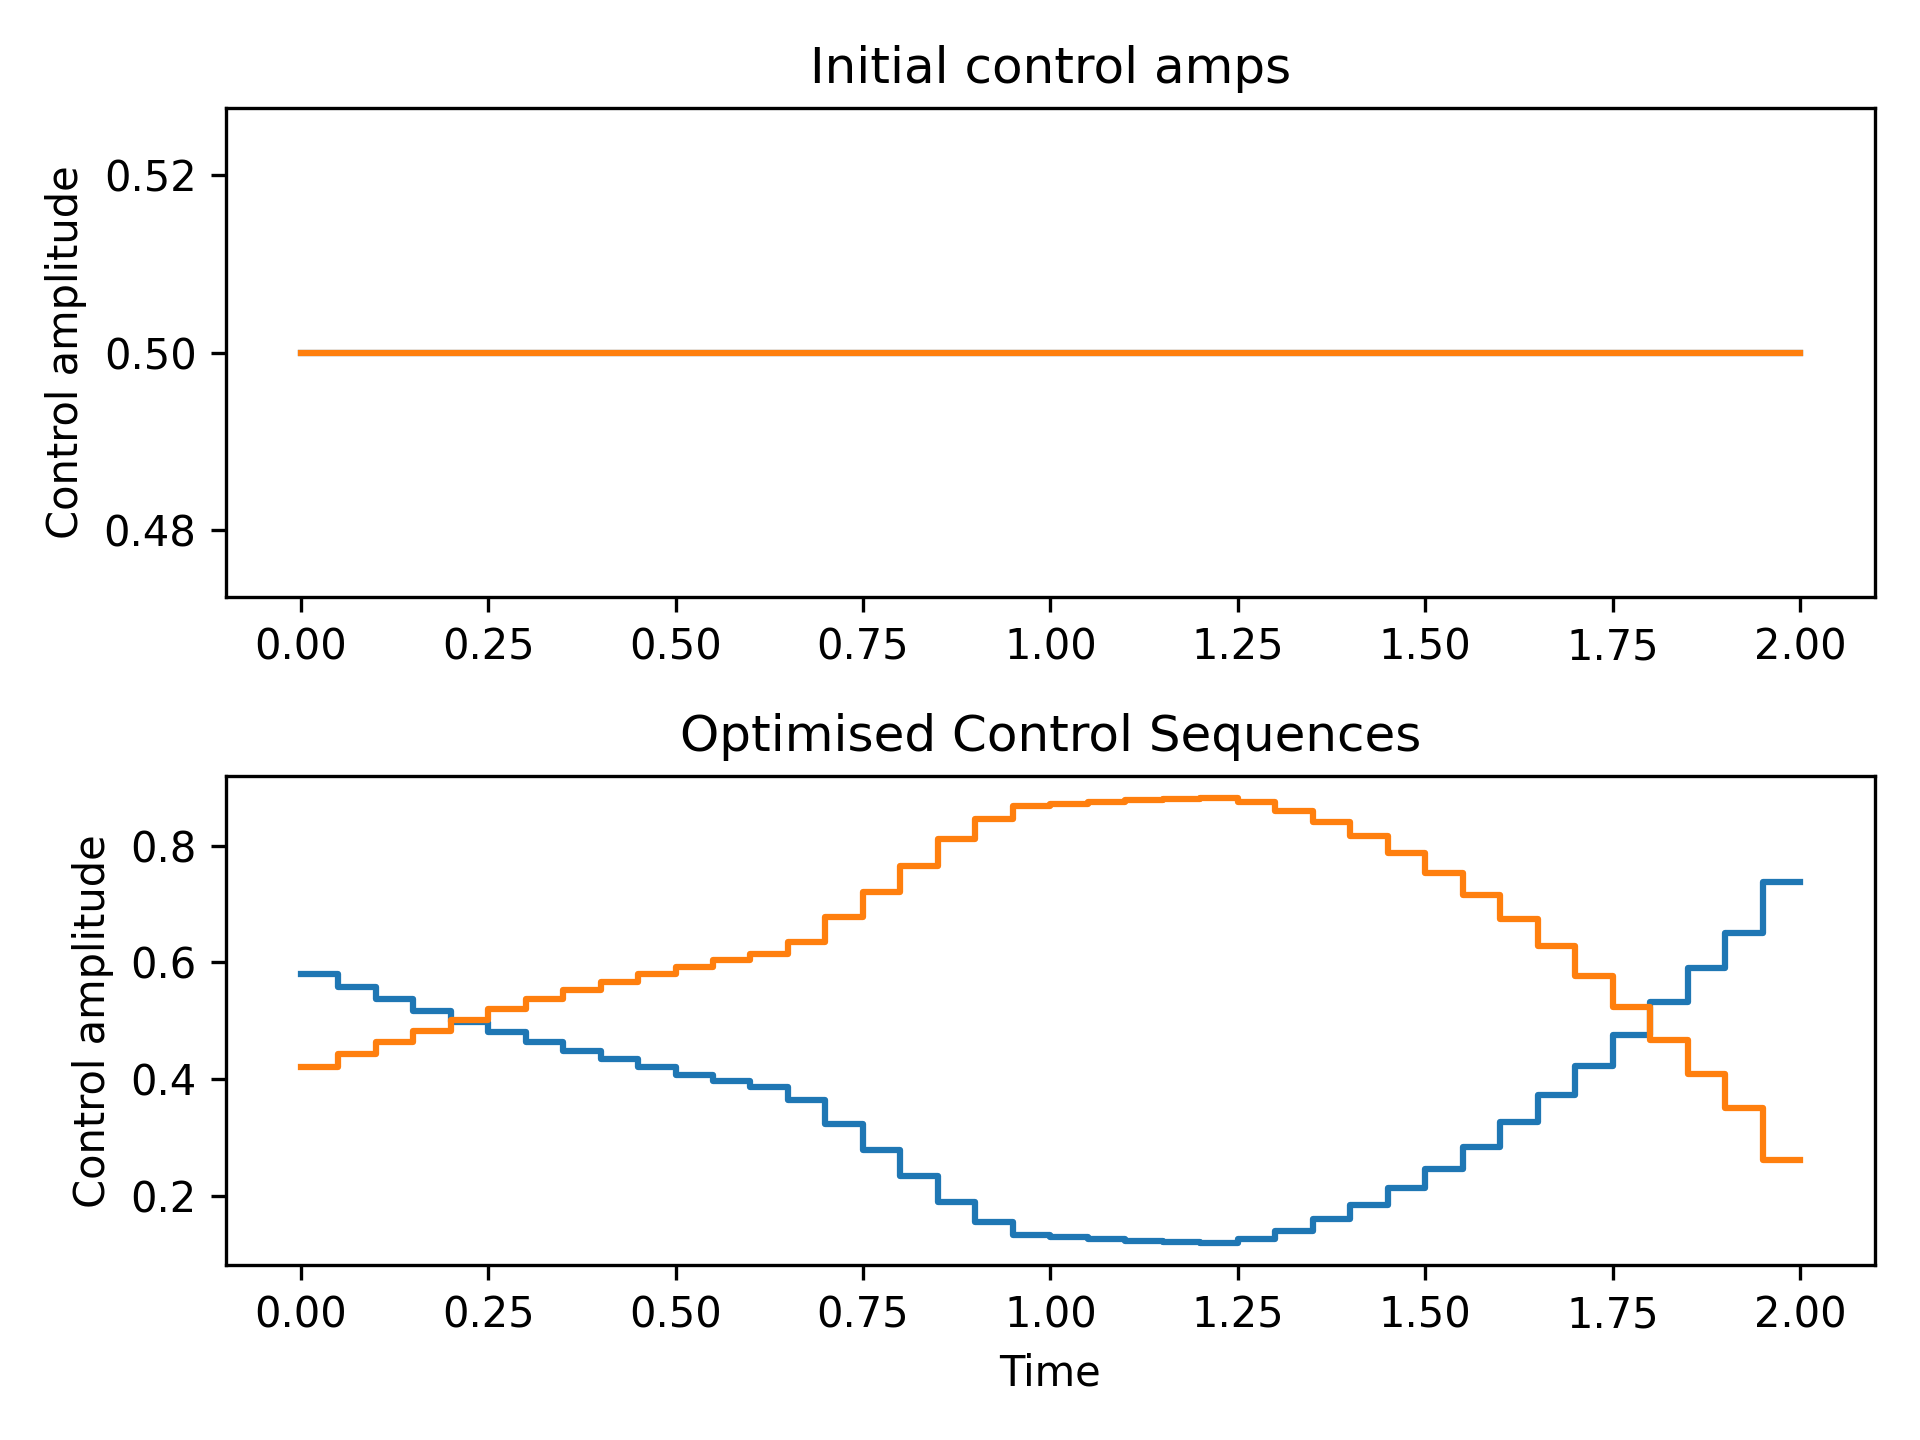 Initial control amps
Control amplitude
0.52
0.50
0.48
0.00 0.25 0.50 0.75 1.00 1.25 1.50 1.75 2.00
Optimised Control Sequences
Control amplitude
0.8
0.6
0.4
0.2
0.00 0.25 0.50 0.75 1.00 1.25 1.50 1.75 2.00
Time